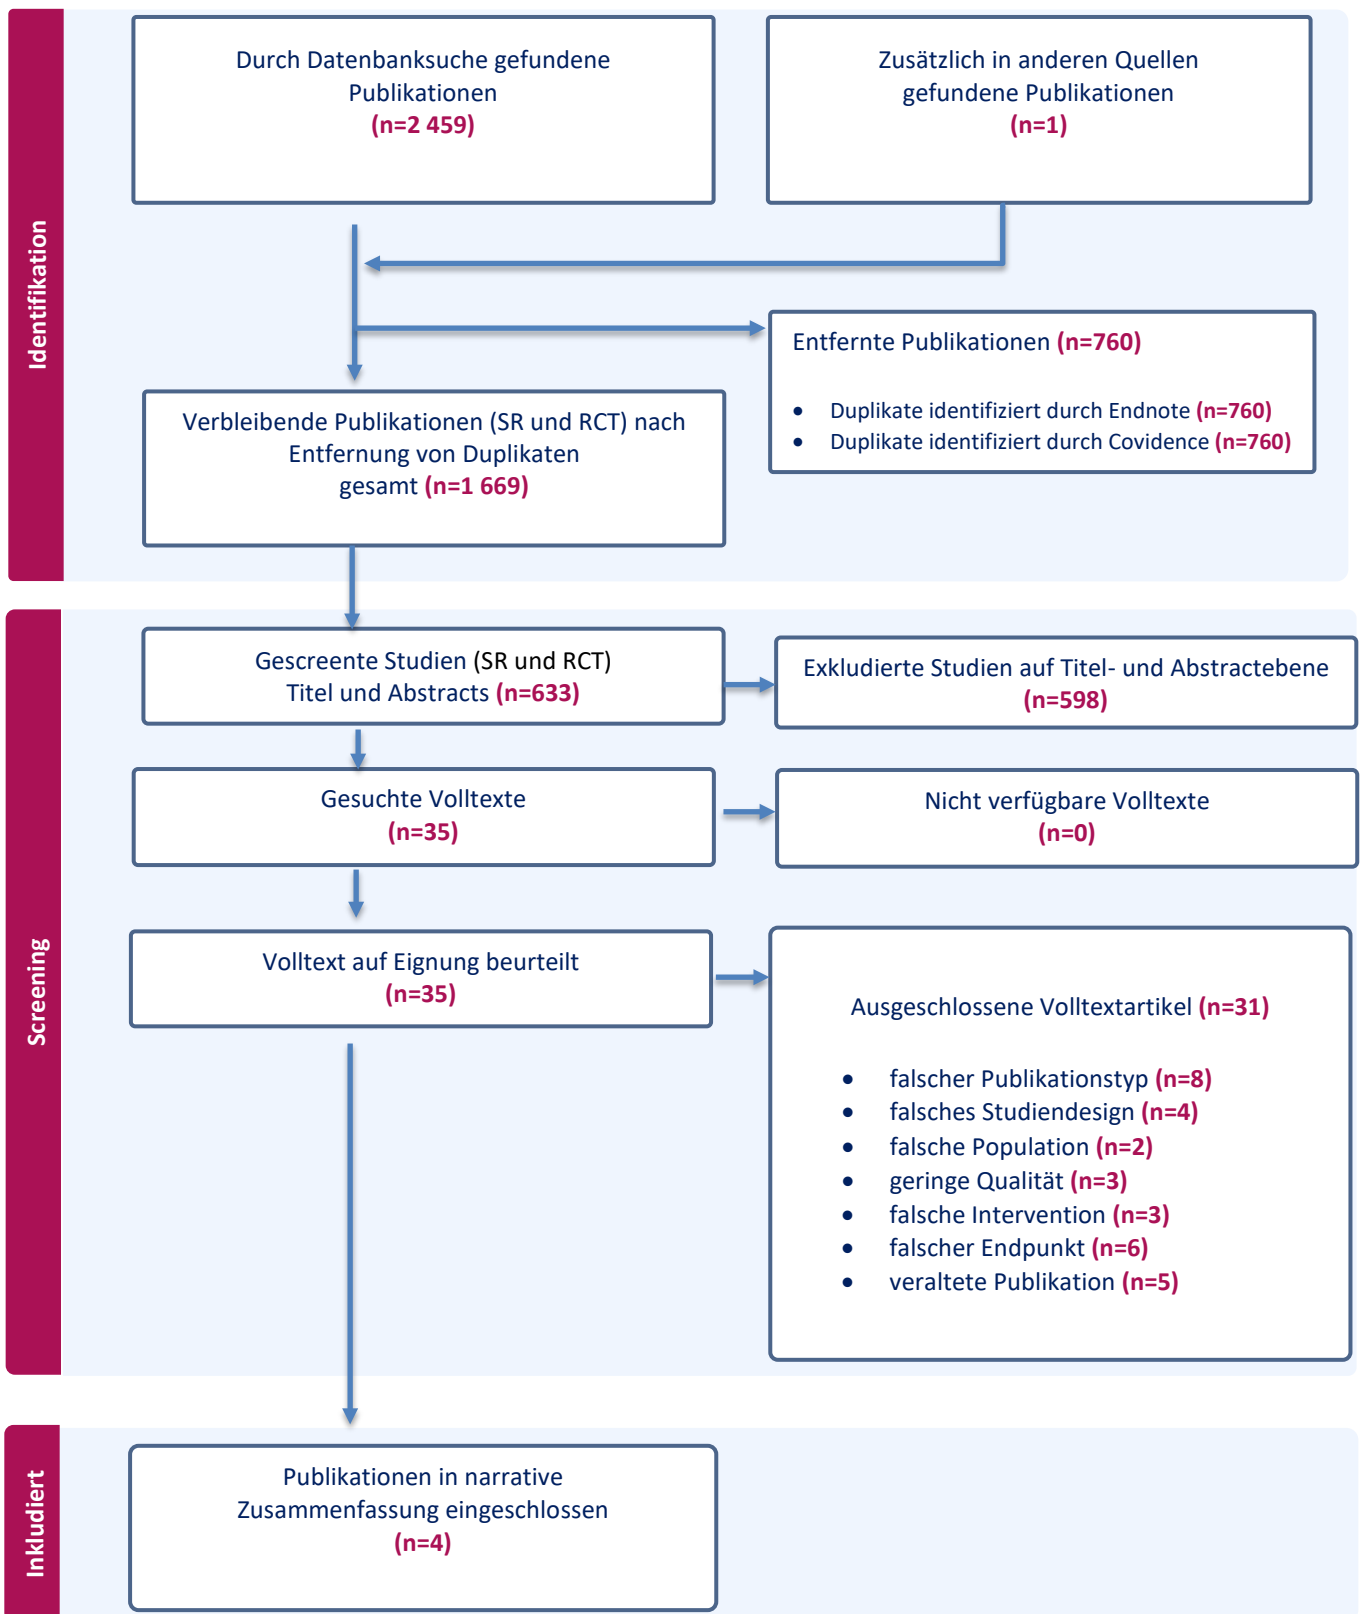 Identifikation
Durch Datenbanksuche gefundene
Publikationen
(n=2 459)
Zusätzlich in anderen Quellen
gefundene Publikationen
(n=1)
Entfernte Publikationen (n=760)
• Duplikate identifiziert durch Endnote (n=760)
• Duplikate identifiziert durch Covidence (n=760)
Verbleibende Publikationen (SR und RCT) nach
Entfernung von Duplikaten
gesamt (n=1 669)
Screening
Gescreente Studien (SR und RCT)
Titel und Abstracts (n=633)
Exkludierte Studien auf Titel- und Abstractebene
(n=598)
Gesuchte Volltexte
(n=35)
Nicht verfügbare Volltexte
(n=0)
Volltext auf Eignung beurteilt
(n=35)
Ausgeschlossene Volltextartikel (n=31)
• falscher Publikationstyp (n=8)
• falsches Studiendesign (n=4)
• falsche Population (n=2)
• geringe Qualität (n=3)
• falsche Intervention (n=3)
• falscher Endpunkt (n=6)
• veraltete Publikation (n=5)
Inkludiert
Publikationen in narrative
Zusammenfassung eingeschlossen
(n=4)